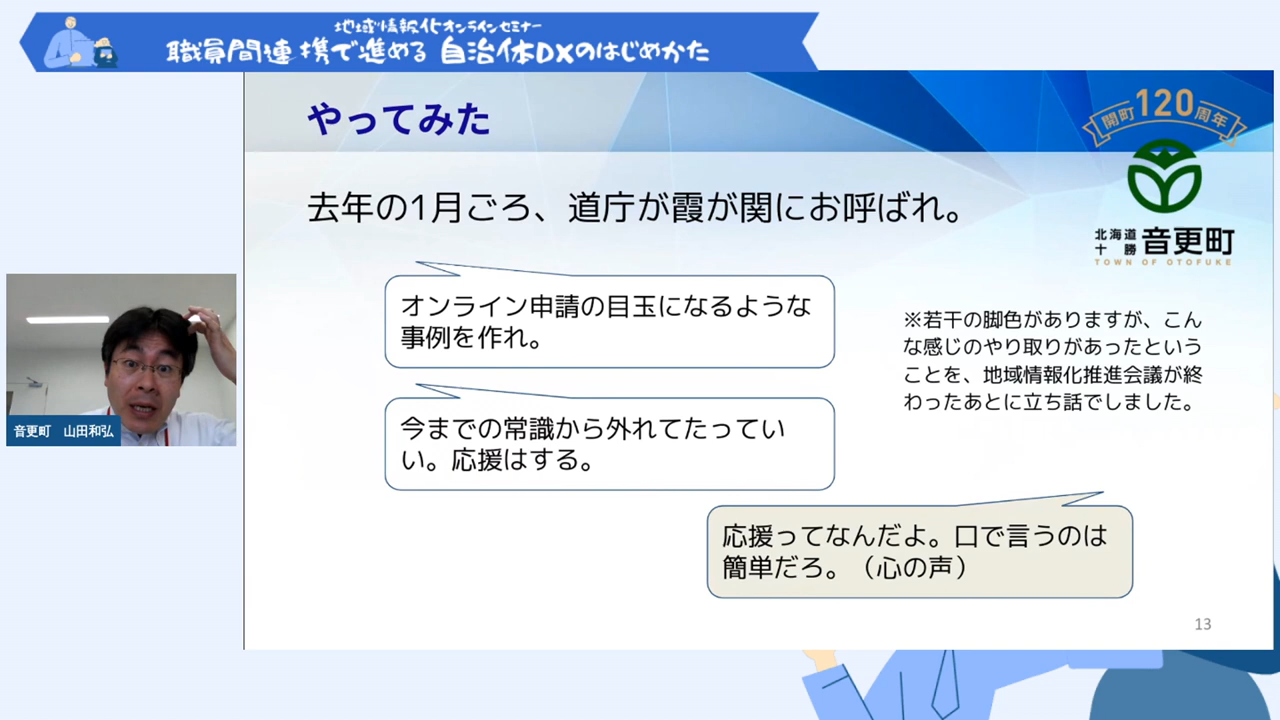 地域情報化オンラインセミナー
職員間連携で進める 自治体DXのはじめかた
やってみた
開町120周年
北海道
十勝
音更町
TOWN OF OTOFUKE
去年の1月ごろ、道庁が霞が関にお呼ばれ。
オンライン申請の目玉になるような
事例を作れ。
※若干の脚色がありますが、こん
な感じのやり取りがあったという
ことを、地域情報化推進会議が終
わったあとに立ち話でしました。
今までの常識から外れてたってい
い。応援はする。
音更町 山田和弘
応援ってなんだよ。口で言うのは
簡単だろ。（心の声）
13